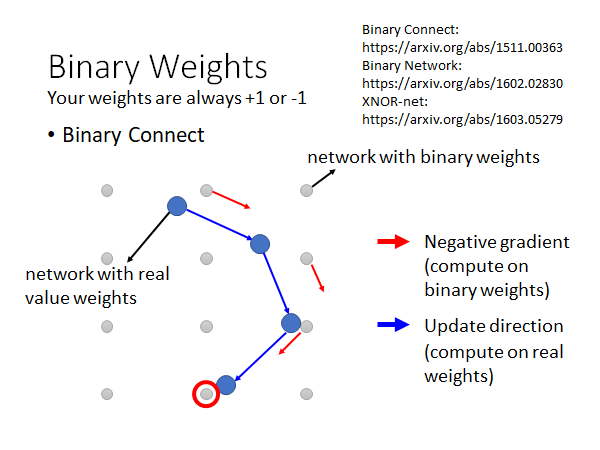 Binary Weights
Your weights are always +1 or -1
Binary Connect:
https://arxiv.org/abs/1511.00363
Binary Network:
https://arxiv.org/abs/1602.02830
XNOR-net:
https://arxiv.org/abs/1603.05279
• Binary Connect
network with binary weights
network with real
value weights
Negative gradient
(compute on
binary weights)
Update direction
(compute on real
weights)